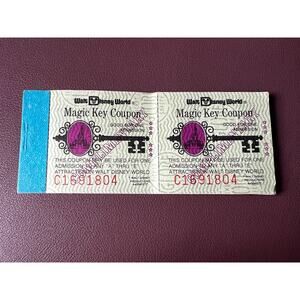 Walt Disney World
Magic Key Coupon
GOOD FOR ONE
ADMISSION
THIS COUPON MAY BE USED FOR ONE
ADMISSION TO ANY "A" THRU "E"
ATTRACTION IN WALT DISNEY WORLD
C1691804
Walt Disney World
Magic Key Coupon
GOOD FOR ONE
ADMISSION
THIS COUPON MAY BE USED FOR ONE
ADMISSION TO ANY "A" THRU "E"
ATTRACTION IN WALT DISNEY WORLD
C1691804